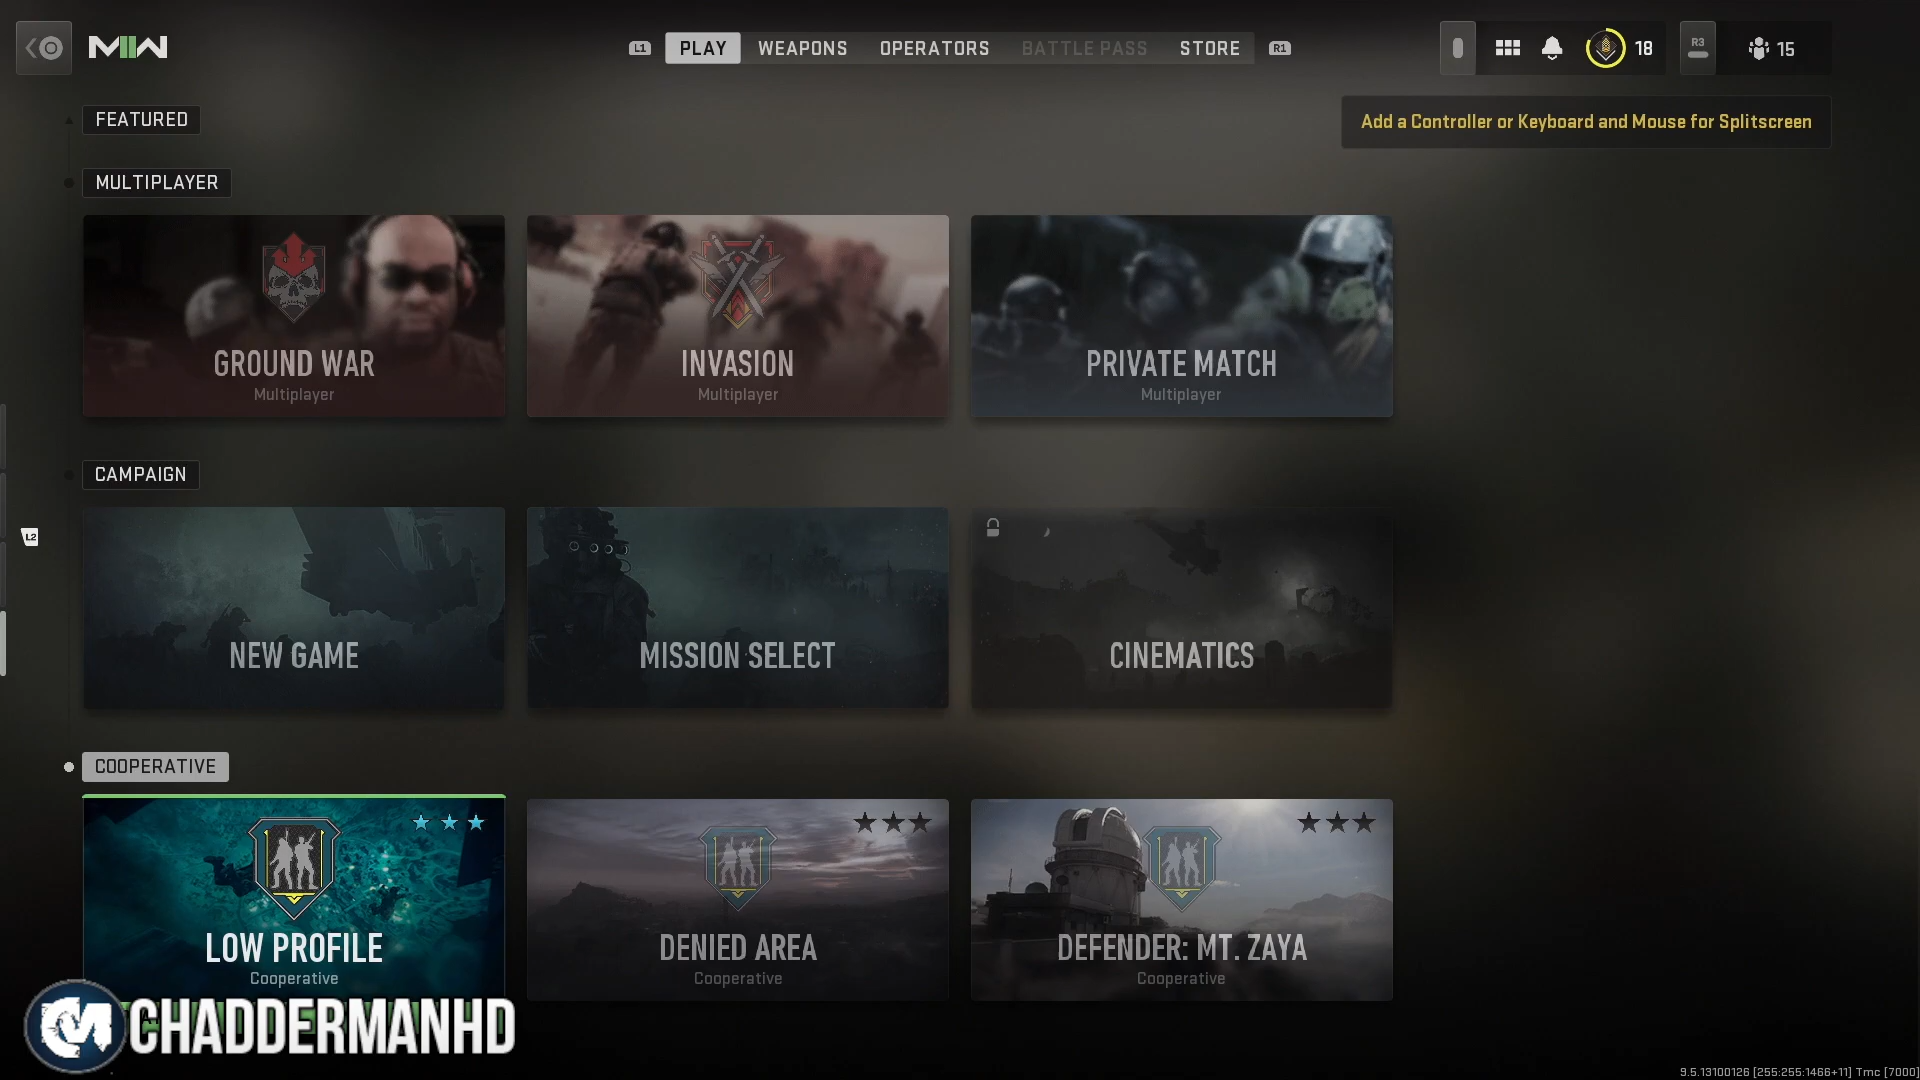 MIIW
L1 PLAY WEAPONS OPERATORS BATTLE PASS STORE R1
18
R3
15
Add a Controller or Keyboard and Mouse for Splitscreen
FEATURED
MULTIPLAYER
GROUND WAR
Multiplayer
INVASION
Multiplayer
PRIVATE MATCH
Multiplayer
CAMPAIGN
L2
NEW GAME
MISSION SELECT
CINEMATICS
COOPERATIVE
LOW PROFILE
Cooperative
DENIED AREA
Cooperative
DEFENDER: MT. ZAYA
Cooperative
CM CHADDERMANHD
9.5.13100126 [255:255:1466+11] Tmc [7000]